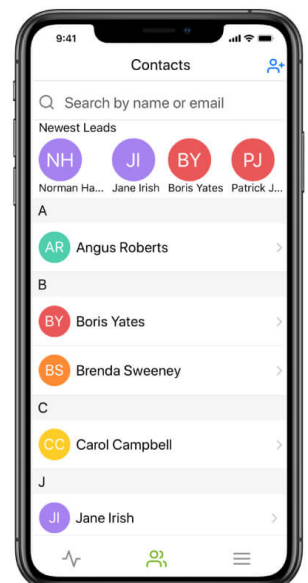 9:41
Contacts
Search by name or email
Newest Leads
NH JI BY PJ
Norman Ha... Jane Irish Boris Yates Patrick J...
A
AR Angus Roberts
B
BY Boris Yates
BS Brenda Sweeney
C
CC Carol Campbell
J
JI Jane Irish